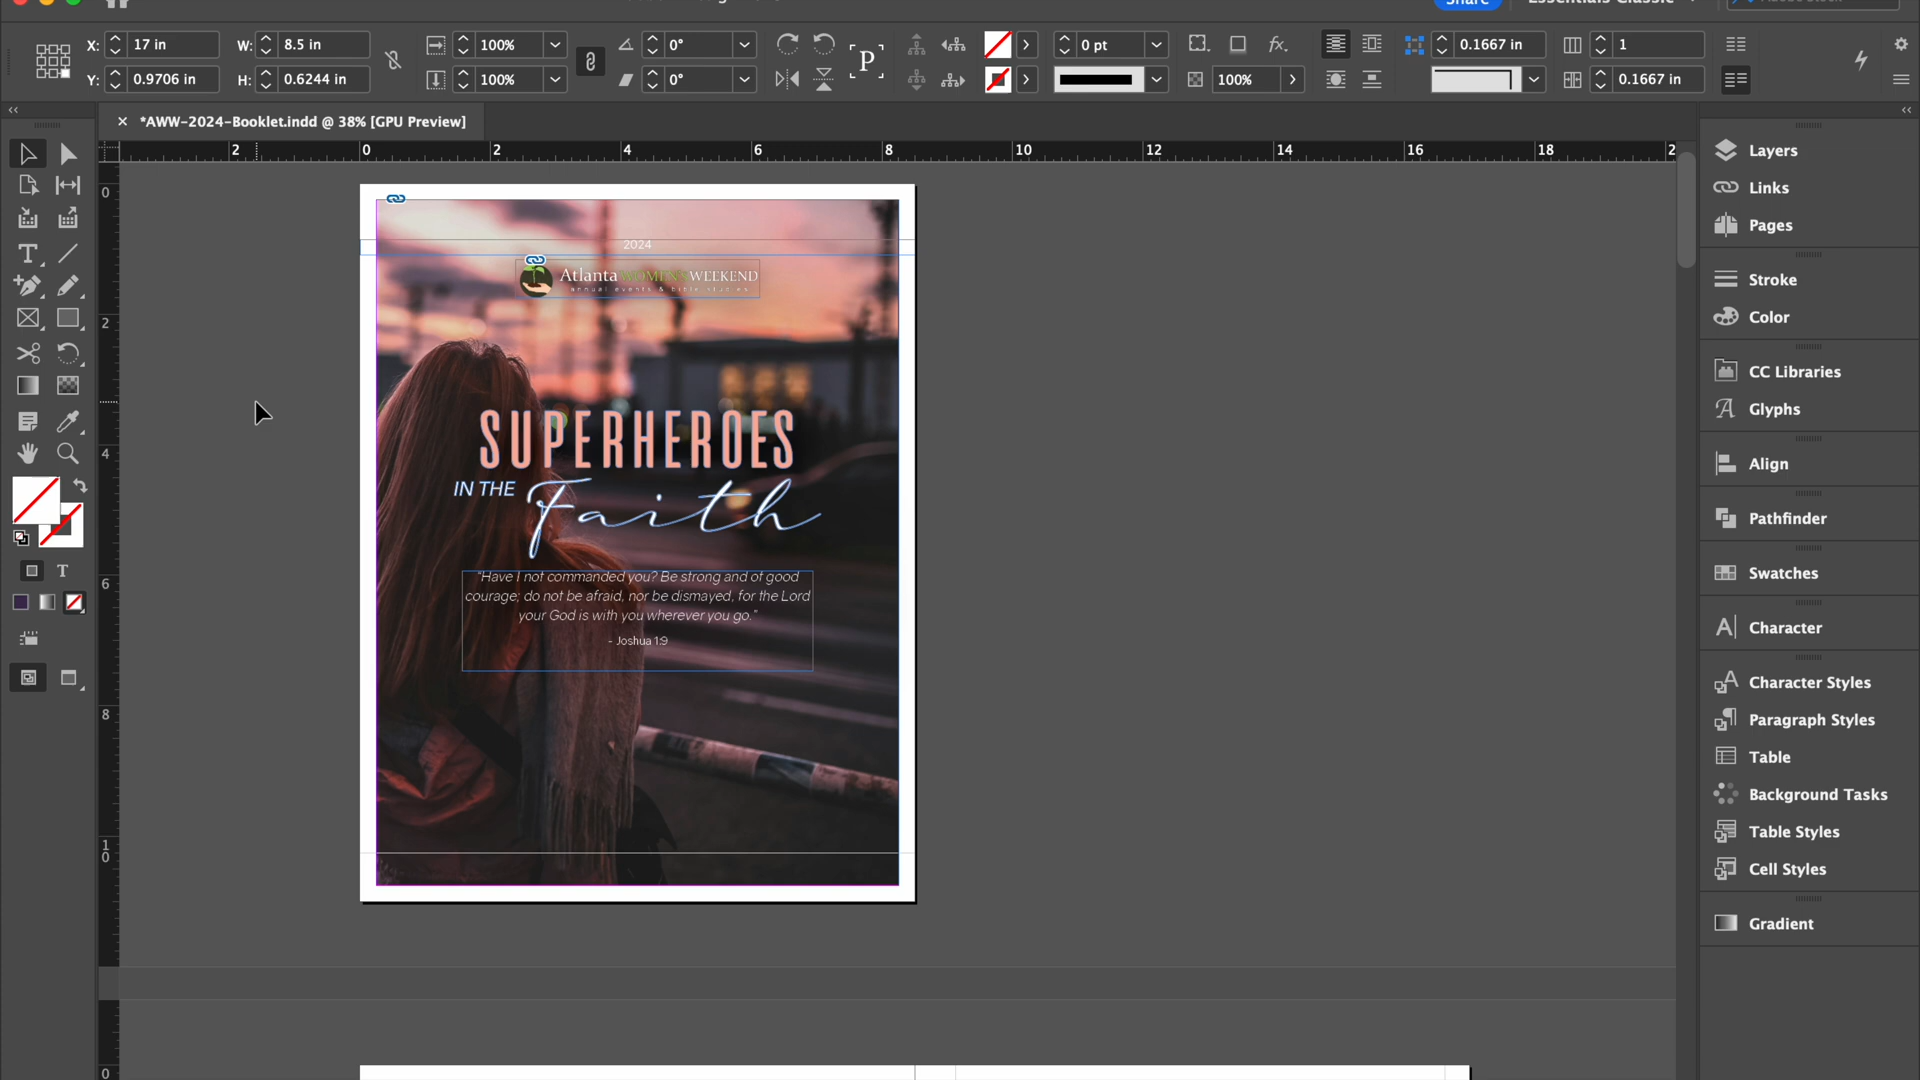 X: 17 in W: 8.5 in 100% 0° 0 pt 0.1667 in 1
Y: 0.9706 in H: 0.6244 in 100% 0° P fx. 100% 0.1667 in
*AWW-2024-Booklet.indd @ 38% [GPU Preview]
2 0 2 4 6 8 10 12 14 16 18 2
0
2
4
6
8
1
0
0
2024
Atlanta WOMEN'S WEEKEND
annual events & bible studies
SUPERHEROES
IN THE Faith
"Have I not commanded you? Be strong and of good
courage; do not be afraid, nor be dismayed, for the Lord
your God is with you wherever you go."
- Joshua 1:9
Layers
Links
Pages
Stroke
Color
CC Libraries
Glyphs
Align
Pathfinder
Swatches
Character
Character Styles
Paragraph Styles
Table
Background Tasks
Table Styles
Cell Styles
Gradient